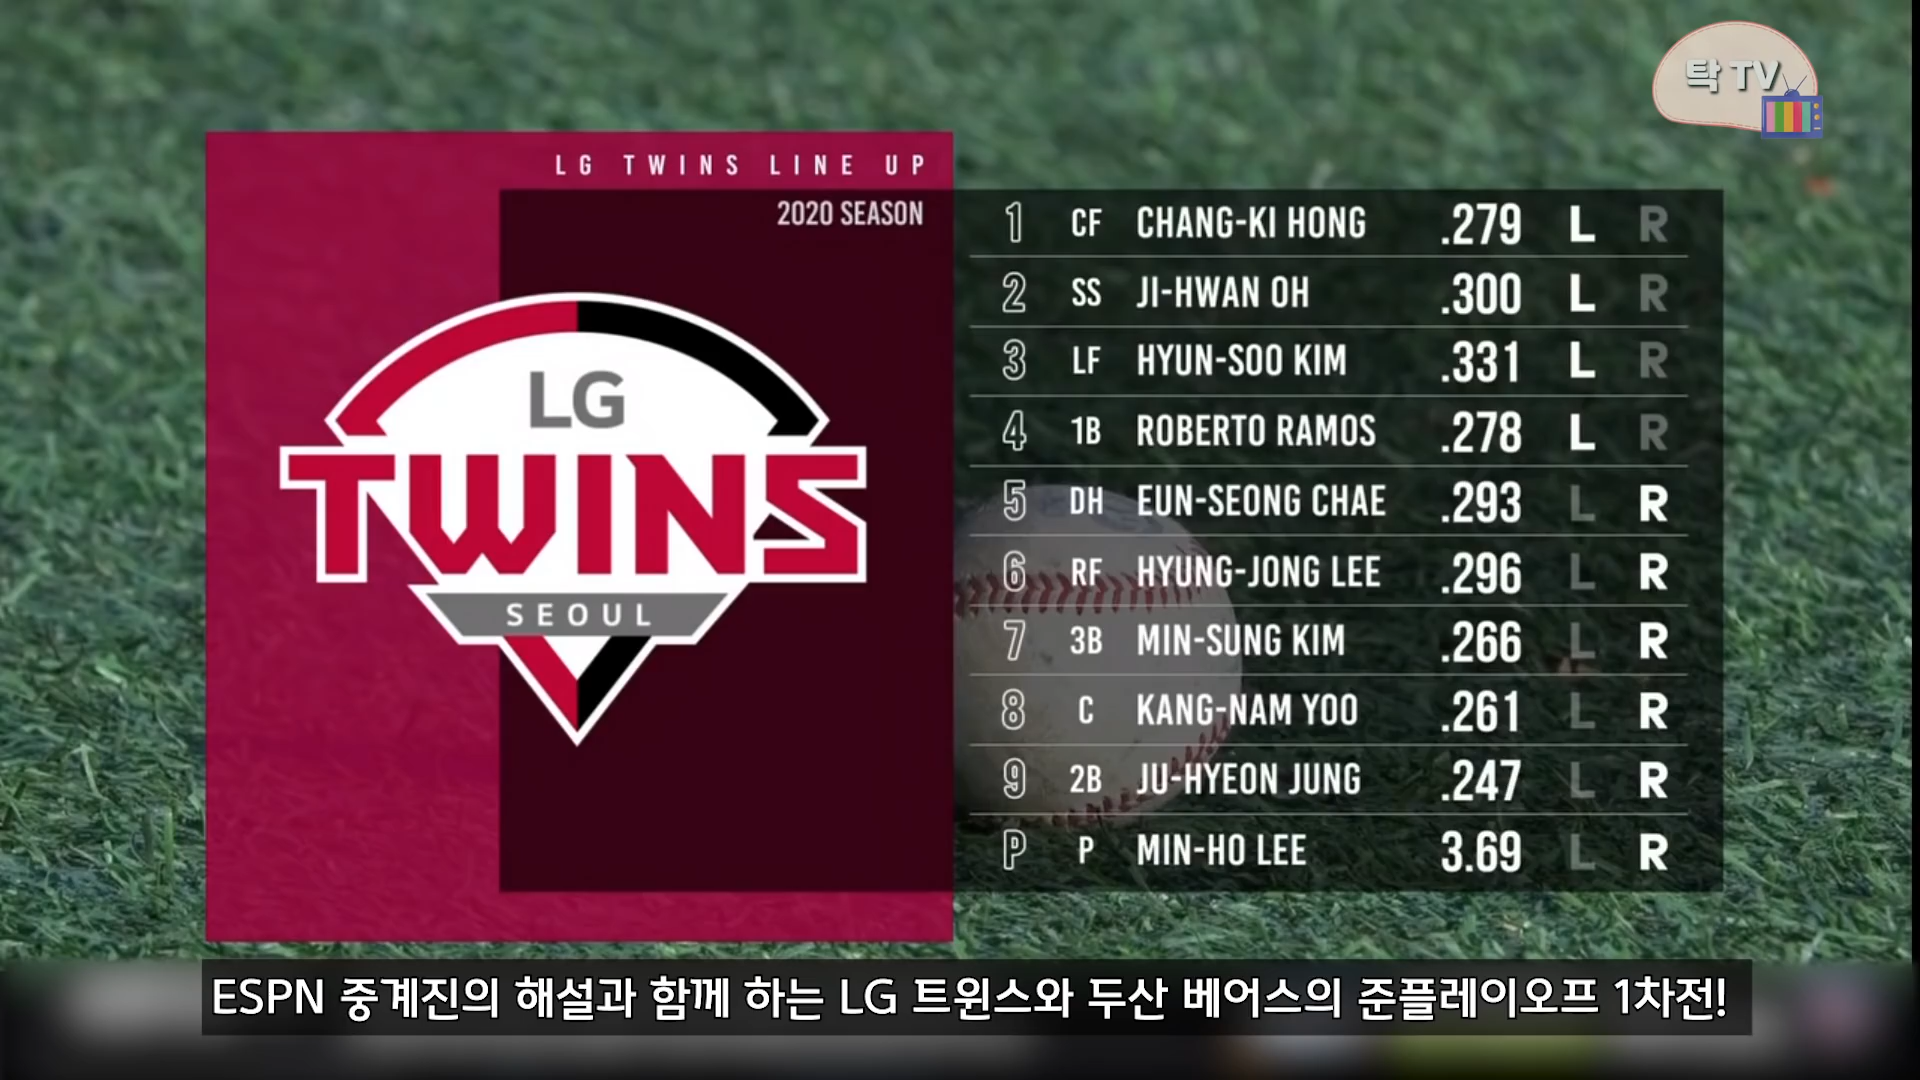 탁 TV
LG TWINS LINE UP
2020 SEASON
LG
TWINS
SEOUL
1 CF CHANG-KI HONG .279 L R
2 SS JI-HWAN OH .300 L R
3 LF HYUN-SOO KIM .331 L R
4 1B ROBERTO RAMOS .278 L R
5 DH EUN-SEONG CHAE .293 L R
6 RF HYUNG-JONG LEE .296 L R
7 3B MIN-SUNG KIM .266 L R
8 C KANG-NAM YOO .261 L R
9 2B JU-HYEON JUNG .247 L R
P P MIN-HO LEE 3.69 L R
ESPN 중계진의 해설과 함께 하는 LG 트윈스와 두산 베어스의 준플레이오프 1차전!